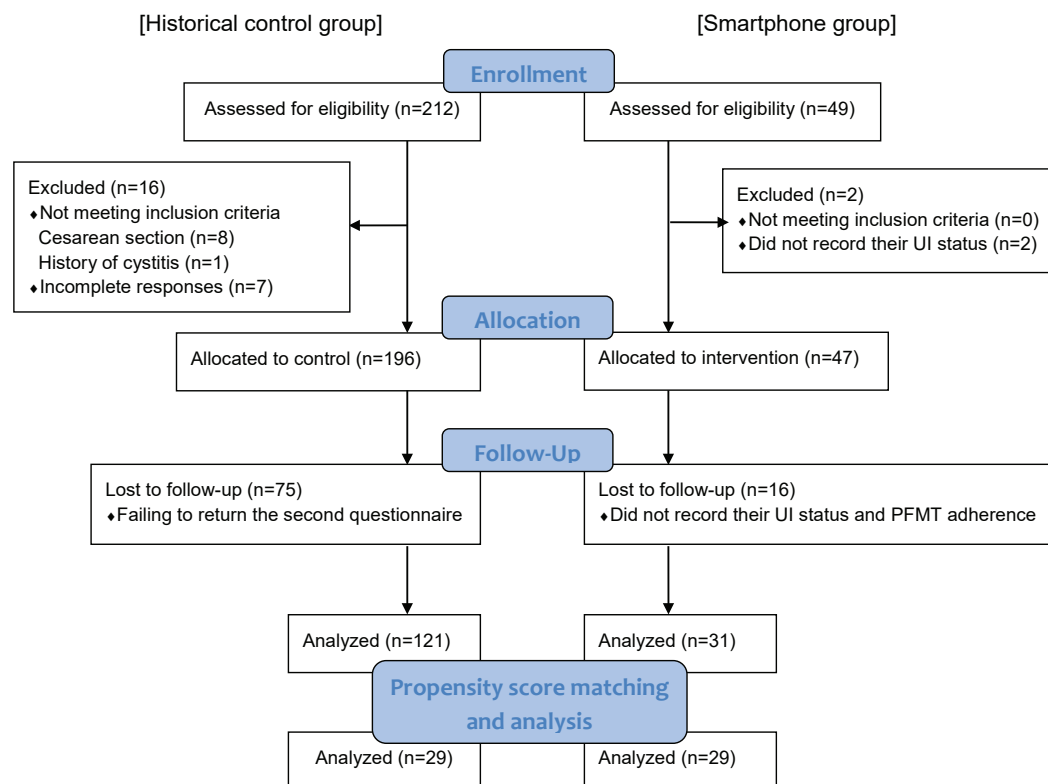 [Historical control group]
[Smartphone group]
Enrollment
Assessed for eligibility (n=212)
Assessed for eligibility (n=49)
Excluded (n=16)
♦Not meeting inclusion criteria
Cesarean section (n=8)
History of cystitis (n=1)
♦Incomplete responses (n=7)
Excluded (n=2)
♦Not meeting inclusion criteria (n=0)
♦Did not record their UI status (n=2)
Allocation
Allocated to control (n=196)
Allocated to intervention (n=47)
Follow-Up
Lost to follow-up (n=75)
♦Failing to return the second questionnaire
Lost to follow-up (n=16)
♦Did not record their UI status and PFMT adherence
Analyzed (n=121)
Analyzed (n=31)
Propensity score matching
and analysis
Analyzed (n=29)
Analyzed (n=29)